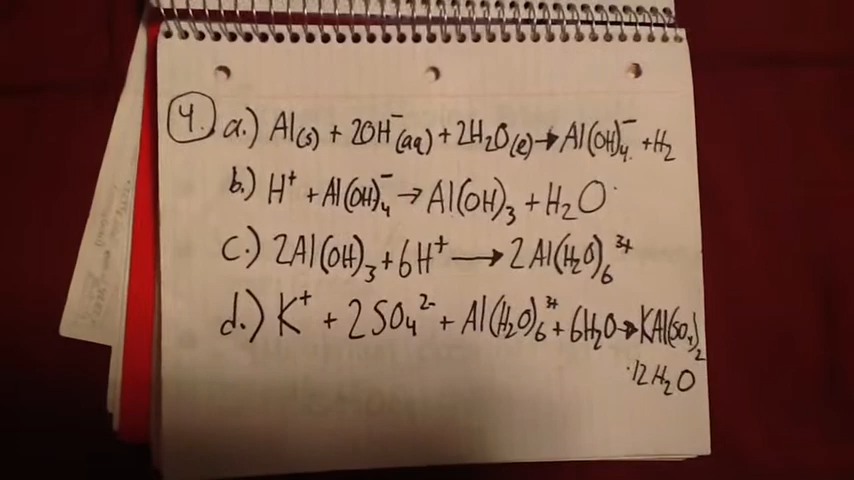 4. a.) Al(s) + 2OH⁻(aq) + 2H₂O(l) → Al(OH)₄⁻ + H₂
b.) H⁺ + Al(OH)₄⁻ → Al(OH)₃ + H₂O
c.) 2Al(OH)₃ + 6H⁺ → 2Al(H₂O)₆³⁺
d.) K⁺ + 2SO₄²⁻ + Al(H₂O)₆³⁺ + 6H₂O → KAl(SO₄)₂
·12H₂O